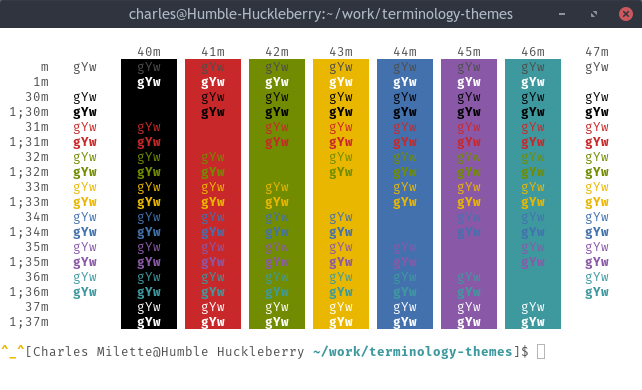 charles@Humble-Huckleberry:~/work/terminology-themes
40m 41m 42m 43m 44m 45m 46m 47m
m gYw gYw gYw gYw gYw gYw gYw gYw gYw
1m gYw gYw gYw gYw gYw gYw gYw
30m gYw gYw gYw gYw gYw gYw gYw gYw
1;30m gYw gYw gYw gYw gYw gYw gYw gYw
31m gYw gYw gYw gYw gYw gYw gYw gYw
1;31m gYw gYw gYw gYw gYw gYw gYw gYw
32m gYw gYw gYw gYw gYw gYw gYw gYw
1;32m gYw gYw gYw gYw gYw gYw gYw gYw
33m gYw gYw gYw gYw gYw gYw gYw gYw
1;33m gYw gYw gYw gYw gYw gYw gYw gYw
34m gYw gYw gYw gYw gYw gYw gYw gYw
1;34m gYw gYw gYw gYw gYw gYw gYw gYw
35m gYw gYw gYw gYw gYw gYw gYw gYw
1;35m gYw gYw gYw gYw gYw gYw gYw gYw
36m gYw gYw gYw gYw gYw gYw gYw gYw
1;36m gYw gYw gYw gYw gYw gYw gYw gYw
37m gYw gYw gYw gYw gYw gYw gYw
1;37m gYw gYw gYw gYw gYw gYw gYw
^_^[Charles Milette@Humble Huckleberry ~/work/terminology-themes]$